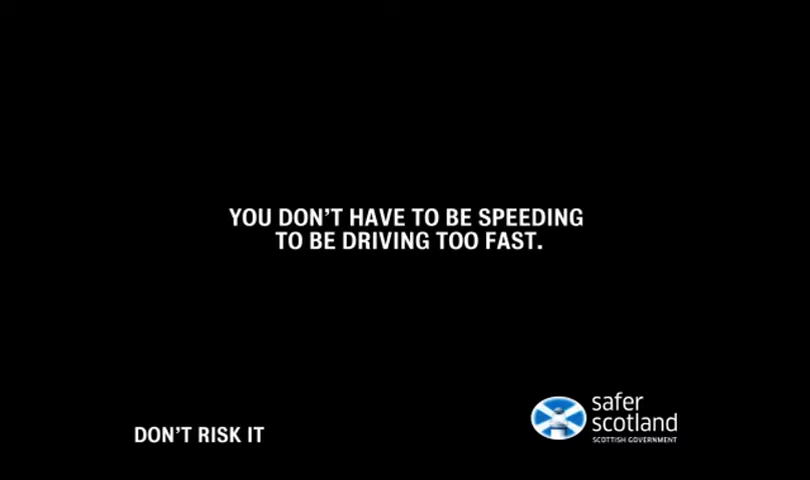 YOU DON'T HAVE TO BE SPEEDING
TO BE DRIVING TOO FAST.
DON'T RISK IT
safer
scotland
SCOTTISH GOVERNMENT